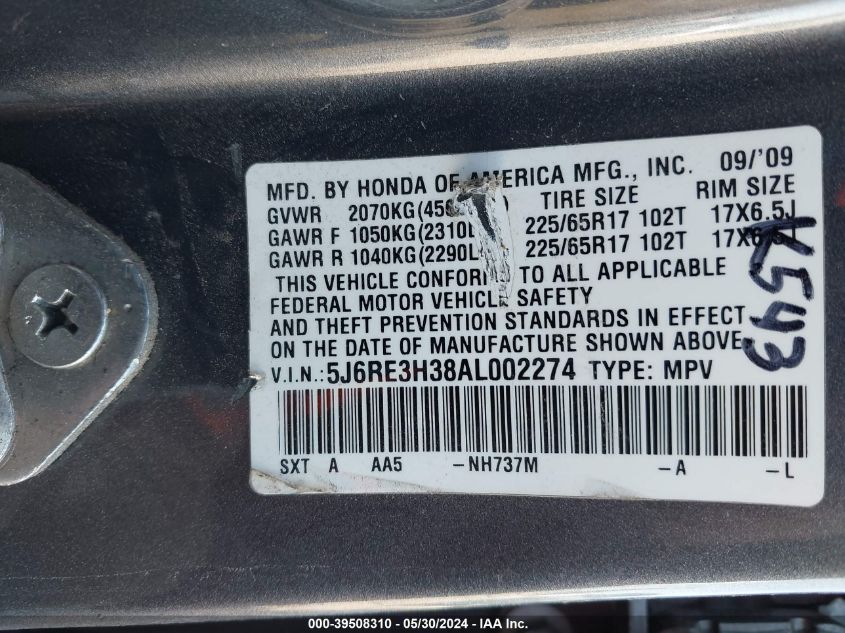 MFD. BY HONDA OF AMERICA MFG., INC. 09/'09
GVWR 2070KG(45 TIRE SIZE RIM SIZE
GAWR F 1050KG(2310L 225/65R17 102T 17X6.5J
GAWR R 1040KG(2290L 225/65R17 102T 17X6.5J
THIS VEHICLE CONFORMS TO ALL APPLICABLE
FEDERAL MOTOR VEHICLE SAFETY
AND THEFT PREVENTION STANDARDS IN EFFECT
ON THE DATE OF MANUFACTURE SHOWN ABOVE.
V.I.N.: 5J6RE3H38AL002274 TYPE: MPV
SXT A AA5 -NH737M -A -L
K543
000-39508310 - 05/30/2024 - IAA Inc.